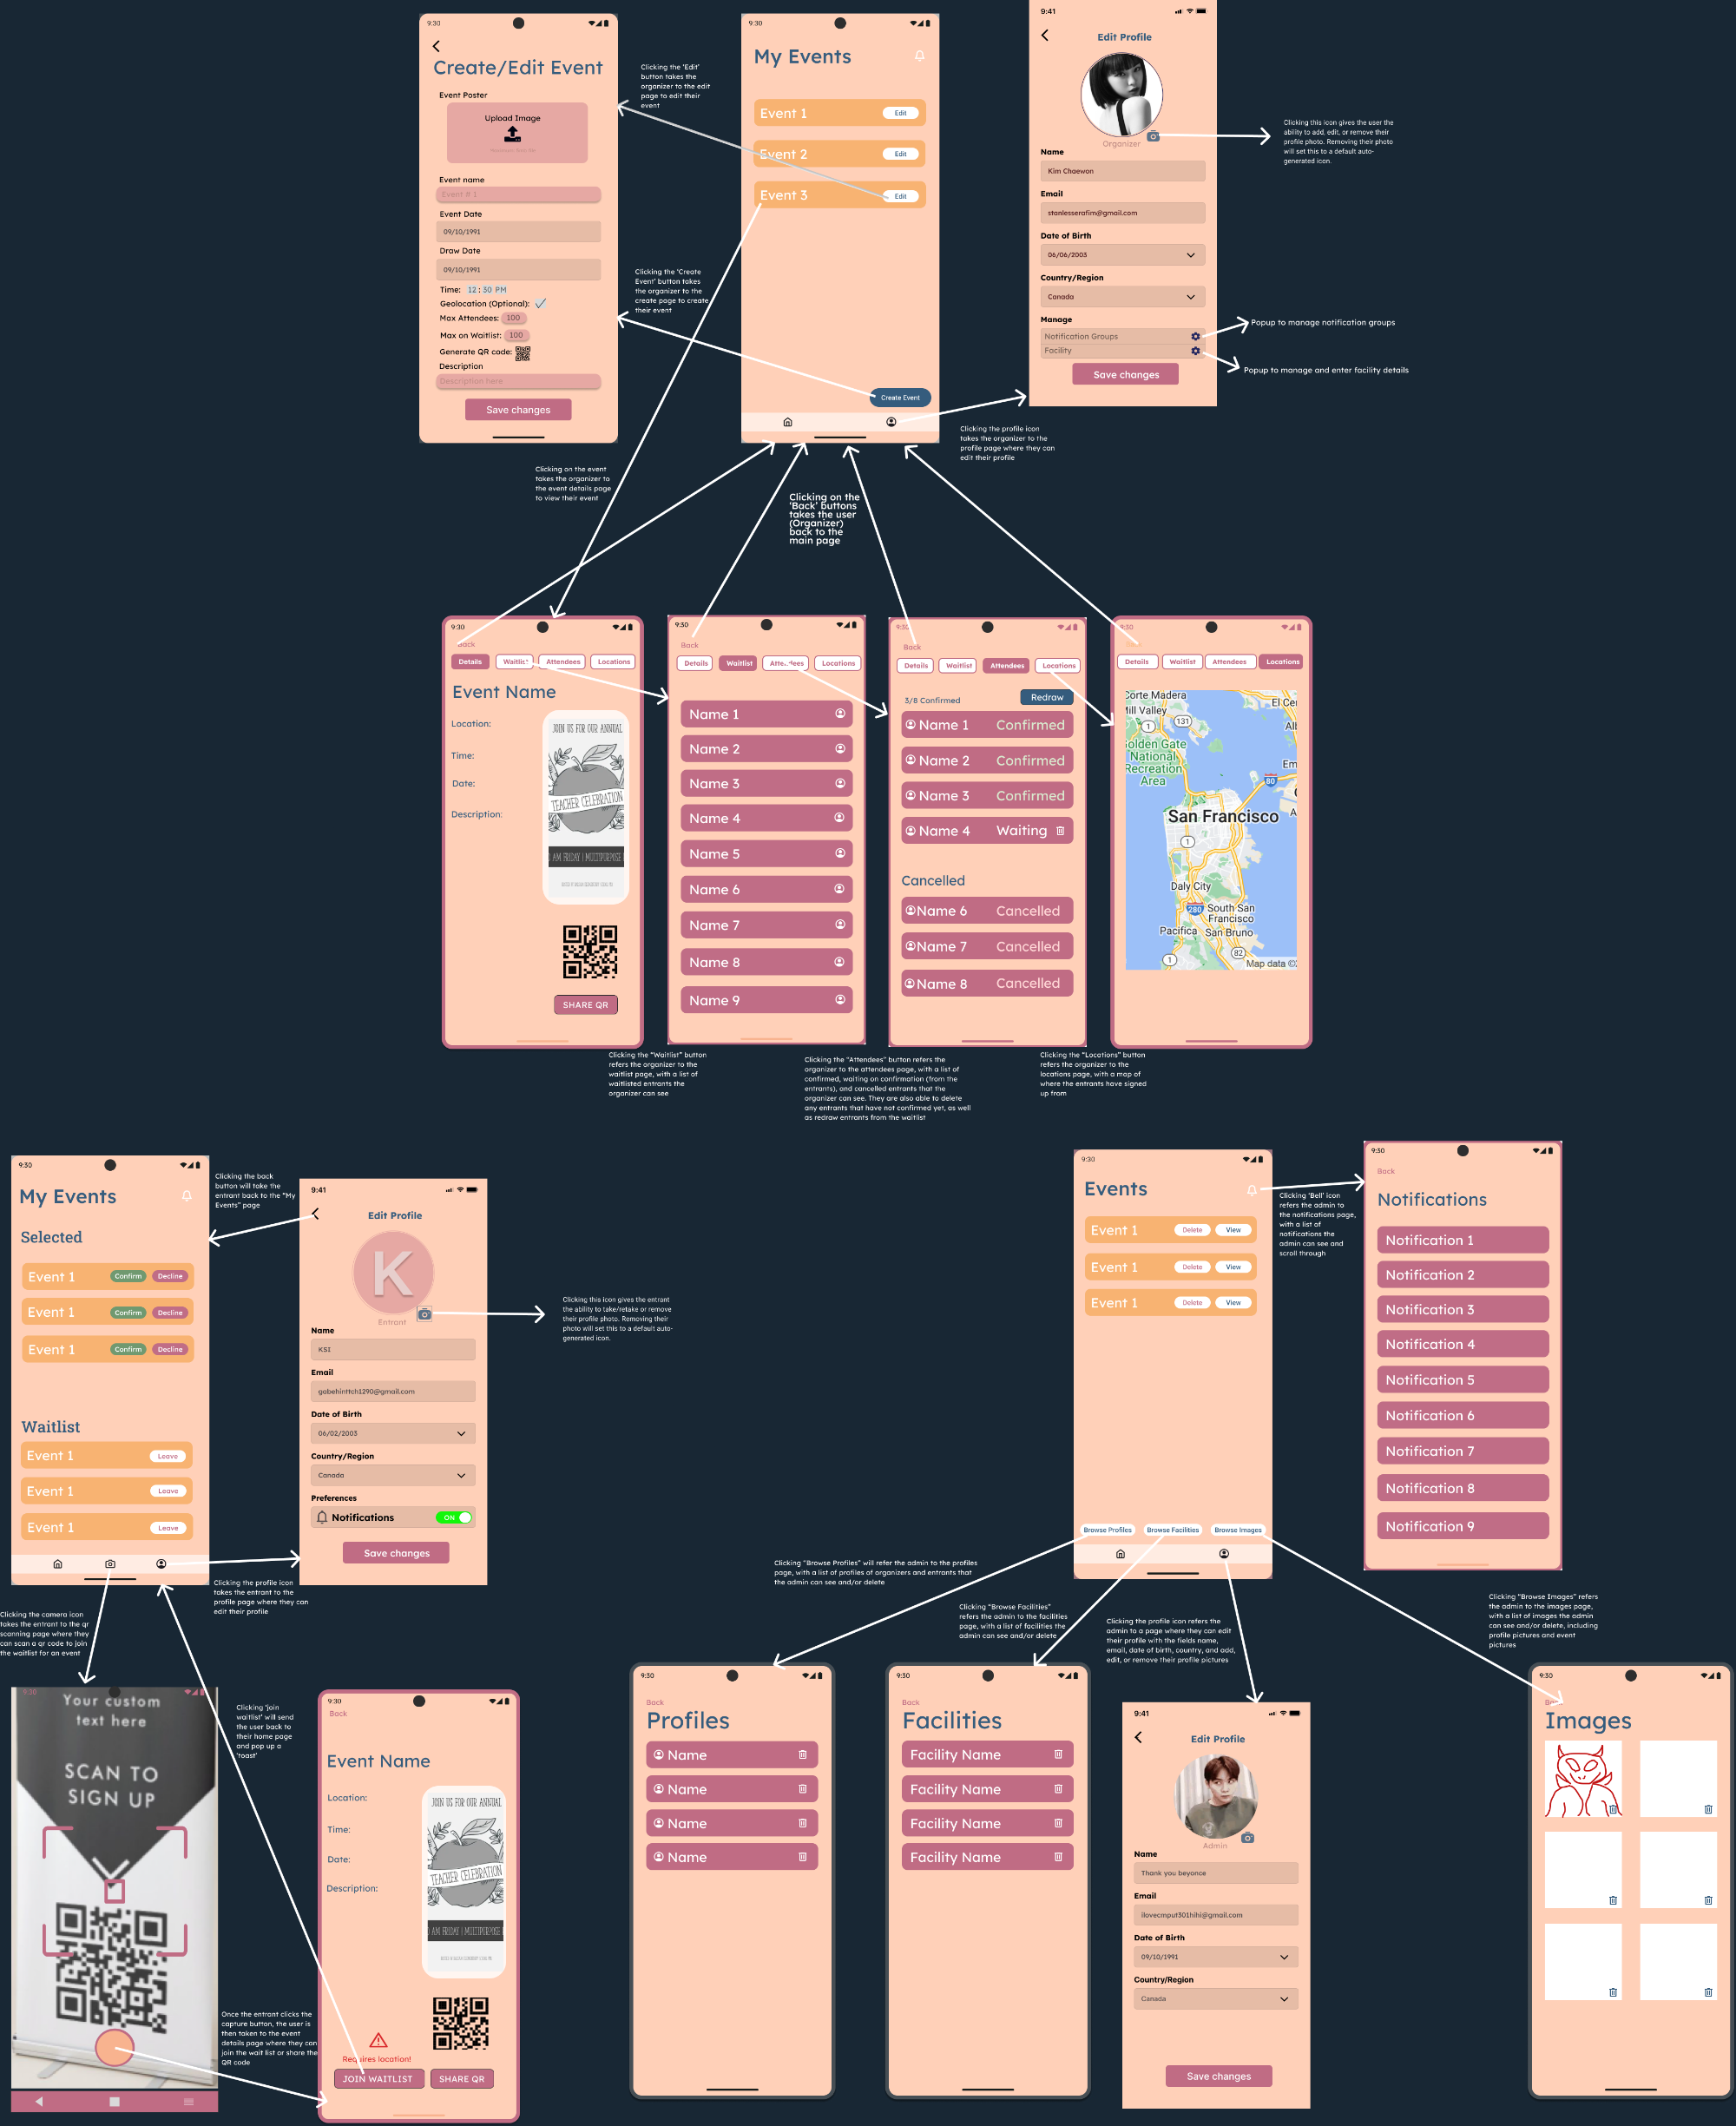 9:30
Create/Edit Event
Event Poster
Upload Image
Event name
Event # 1
Event Date
09/10/1991
Draw Date
09/10/1991
Time: 12 : 30 PM
Geolocation (Optional):
Max Attendees: 100
Max on Waitlist: 100
Generate QR code:
Description
Description here
Save changes
Clicking the 'Edit'
button takes the
organizer to the edit
page to edit their
event
Clicking the 'Create
Event' button takes
the organizer to the
create page to create
their event
9:30
My Events
Event 1 Edit
Event 2 Edit
Event 3 Edit
Create Event
9:41
Edit Profile
Organizer
Name
Kim Chaewon
Email
stanlesserafim@gmail.com
Date of Birth
06/06/2003
Country/Region
Canada
Manage
Notification Groups
Facility
Save changes
Clicking this icon gives the user the
ability to add, edit, or remove their
profile photo. Removing their photo
will set this to a default auto-
generated icon.
Popup to manage notification groups
Popup to manage and enter facility details
Clicking the profile icon
takes the organizer to the
profile page where they can
edit their profile
Clicking on the event
takes the organizer to
the event details page
to view their event
Clicking on the
'Back' buttons
takes the user
(Organizer)
back to the
main page
9:30
Back
Details Waitlist Attendees Locations
Event Name
Location:
Time:
Date:
Description:
JOIN US FOR OUR ANNUAL
TEACHER CELEBRATION
AM FRIDAY | MULTIPURPOSE
SHARE QR
9:30
Back
Details Waitlist Attendees Locations
Name 1
Name 2
Name 3
Name 4
Name 5
Name 6
Name 7
Name 8
Name 9
9:30
Back
Details Waitlist Attendees Locations
3/8 Confirmed Redraw
Name 1 Confirmed
Name 2 Confirmed
Name 3 Confirmed
Name 4 Waiting
Cancelled
Name 6 Cancelled
Name 7 Cancelled
Name 8 Cancelled
9:30
Details Waitlist Attendees Locations
Corte Madera
Mill Valley
El Cer
131
1
Alb
Golden Gate
National
Recreation
Area
Em
80
A
San Francisco
1
Daly City
280
South San
Francisco
Pacifica San Bruno
82
1
Map data ©2
Clicking the "Waitlist" button
refers the organizer to the
waitlist page, with a list of
waitlisted entrants the
organizer can see
Clicking the "Attendees" button refers the
organizer to the attendees page, with a list of
confirmed, waiting on confirmation (from the
entrants), and cancelled entrants that the
organizer can see. They are also able to delete
any entrants that have not confirmed yet, as well
as redraw entrants from the waitlist
Clicking the "Locations" button
refers the organizer to the
locations page, with a map of
where the entrants have signed
up from
9:30
My Events
Selected
Event 1 Confirm Decline
Event 1 Confirm Decline
Event 1 Confirm Decline
Waitlist
Event 1 Leave
Event 1 Leave
Event 1 Leave
Clicking the back
button will take the
entrant back to the "My
Events" page
9:41
Edit Profile
K
Entrant
Name
KSI
Email
gabehinttch1290@gmail.com
Date of Birth
06/02/2003
Country/Region
Canada
Preferences
Notifications ON
Save changes
Clicking this icon gives the entrant
the ability to take/retake or remove
their profile photo. Removing their
photo will set this to a default auto-
generated icon.
Clicking the profile icon
takes the entrant to the
profile page where they can
edit their profile
Clicking the camera icon
takes the entrant to the qr
scanning page where they
can scan a qr code to join
the waitlist for an event
9:30
Your custom
text here
SCAN TO
SIGN UP
Clicking 'join
waitlist' will send
the user back to
their home page
and pop up a
'toast'
Once the entrant clicks the
capture button, the user is
then taken to the event
details page where they can
join the wait list or share the
QR code
9:30
Back
Event Name
Location:
Time:
Date:
Description:
JOIN US FOR OUR ANNUAL
TEACHER CELEBRATION
AM FRIDAY | MULTIPURPOSE
Requires location!
JOIN WAITLIST SHARE QR
9:30
Events
Event 1 Delete View
Event 1 Delete View
Event 1 Delete View
Browse Profiles Browse Facilities Browse Images
Clicking 'Bell' icon
refers the admin to
the notifications page,
with a list of
notifications the
admin can see and
scroll through
9:30
Back
Notifications
Notification 1
Notification 2
Notification 3
Notification 4
Notification 5
Notification 6
Notification 7
Notification 8
Notification 9
Clicking "Browse Profiles" will refer the admin to the profiles
page, with a list of profiles of organizers and entrants that
the admin can see and/or delete
Clicking "Browse Facilities"
refers the admin to the facilities
page, with a list of facilities the
admin can see and/or delete
Clicking the profile icon refers the
admin to a page where they can edit
their profile with the fields name,
email, date of birth, country, and add,
edit, or remove their profile pictures
Clicking "Browse Images" refers
the admin to the images page,
with a list of images the admin
can see and/or delete, including
profile pictures and event
pictures
9:30
Back
Profiles
Name
Name
Name
Name
9:30
Back
Facilities
Facility Name
Facility Name
Facility Name
Facility Name
9:41
Edit Profile
Admin
Name
Thank you beyonce
Email
ilovecmput301hihi@gmail.com
Date of Birth
09/10/1991
Country/Region
Canada
Save changes
9:30
Back
Images